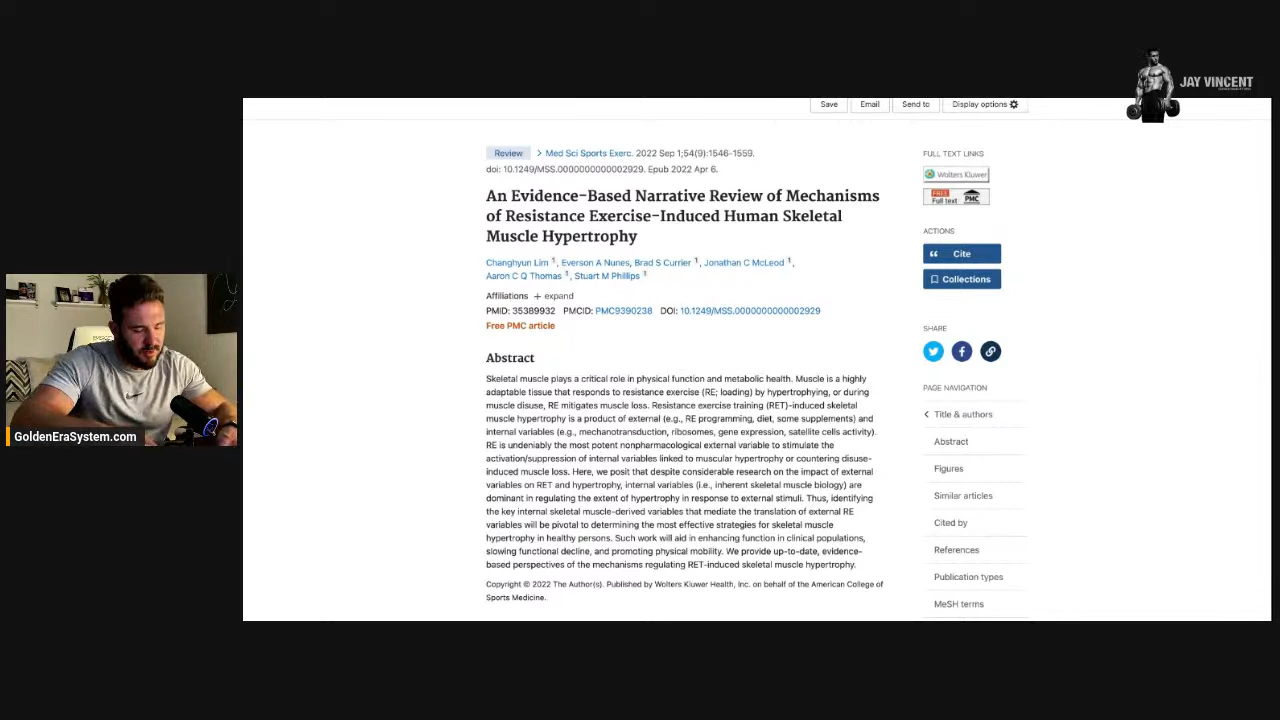 JAY VINCENT
Save
Email
Send to
Display options
Review
Med Sci Sports Exerc. 2022 Sep 1;54(9):1546-1559.
doi: 10.1249/MSS.0000000000002929. Epub 2022 Apr 6.
An Evidence-Based Narrative Review of Mechanisms
of Resistance Exercise-Induced Human Skeletal
Muscle Hypertrophy
Changhyun Lim 1, Everson A Nunes, Brad S Currier 1, Jonathan C McLeod 1,
Aaron C Q Thomas 1, Stuart M Phillips 1
Affiliations + expand
PMID: 35389932 PMCID: PMC9390238 DOI: 10.1249/MSS.0000000000002929
Free PMC article
Abstract
Skeletal muscle plays a critical role in physical function and metabolic health. Muscle is a highly
adaptable tissue that responds to resistance exercise (RE; loading) by hypertrophying, or during
muscle disuse, RE mitigates muscle loss. Resistance exercise training (RET)-induced skeletal
muscle hypertrophy is a product of external (e.g., RE programming, diet, some supplements) and
internal variables (e.g., mechanotransduction, ribosomes, gene expression, satellite cells activity).
RE is undeniably the most potent nonpharmacological external variable to stimulate the
activation/suppression of internal variables linked to muscular hypertrophy or countering disuse-
induced muscle loss. Here, we posit that despite considerable research on the impact of external
variables on RET and hypertrophy, internal variables (i.e., inherent skeletal muscle biology) are
dominant in regulating the extent of hypertrophy in response to external stimuli. Thus, identifying
the key internal skeletal muscle-derived variables that mediate the translation of external RE
variables will be pivotal to determining the most effective strategies for skeletal muscle
hypertrophy in healthy persons. Such work will aid in enhancing function in clinical populations,
slowing functional decline, and promoting physical mobility. We provide up-to-date, evidence-
based perspectives of the mechanisms regulating RET-induced skeletal muscle hypertrophy.
Copyright © 2022 The Author(s). Published by Wolters Kluwer Health, Inc. on behalf of the American College of
Sports Medicine.
FULL TEXT LINKS
Wolters Kluwer
FREE
Full text PMC
ACTIONS
Cite
Collections
SHARE
PAGE NAVIGATION
Title & authors
Abstract
Figures
Similar articles
Cited by
References
Publication types
MeSH terms
GoldenEraSystem.com